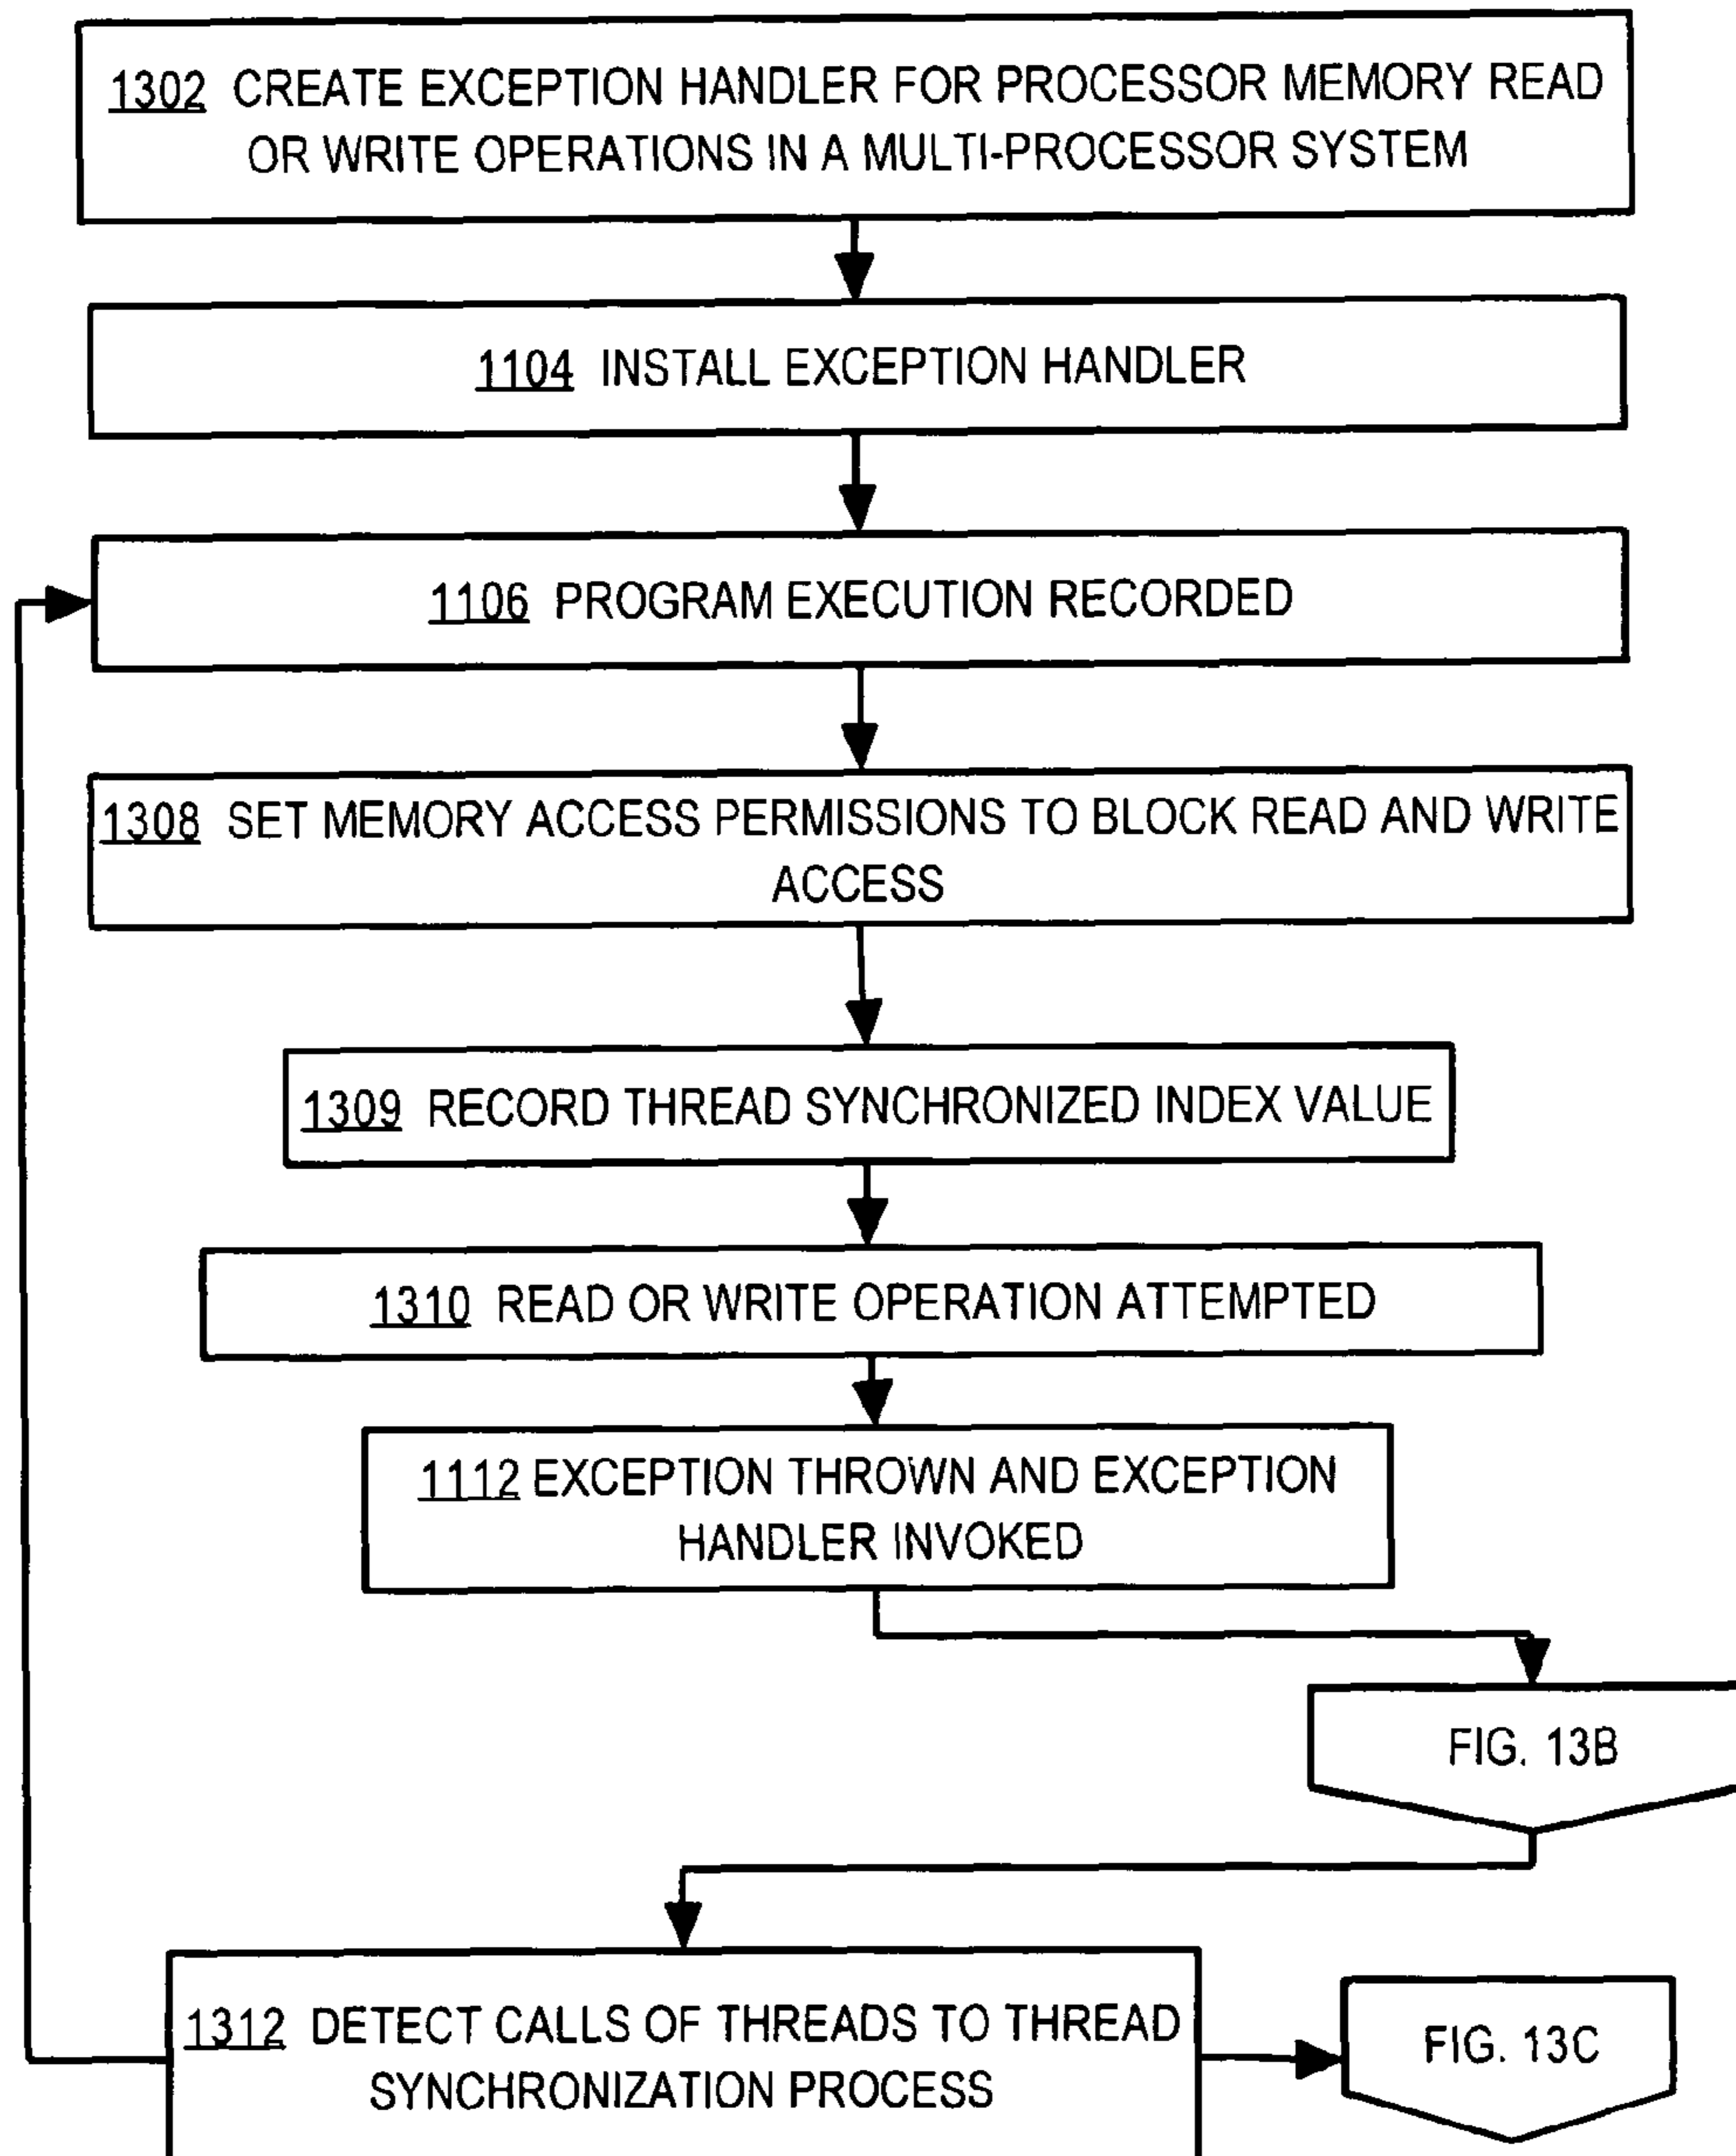 1302 CREATE EXCEPTION HANDLER FOR PROCESSOR MEMORY READ
OR WRITE OPERATIONS IN A MULTI-PROCESSOR SYSTEM
1104 INSTALL EXCEPTION HANDLER
1106 PROGRAM EXECUTION RECORDED
1308 SET MEMORY ACCESS PERMISSIONS TO BLOCK READ AND WRITE
ACCESS
1309 RECORD THREAD SYNCHRONIZED INDEX VALUE
1310 READ OR WRITE OPERATION ATTEMPTED
1112 EXCEPTION THROWN AND EXCEPTION
HANDLER INVOKED
FIG. 13B
1312 DETECT CALLS OF THREADS TO THREAD
SYNCHRONIZATION PROCESS
FIG. 13C